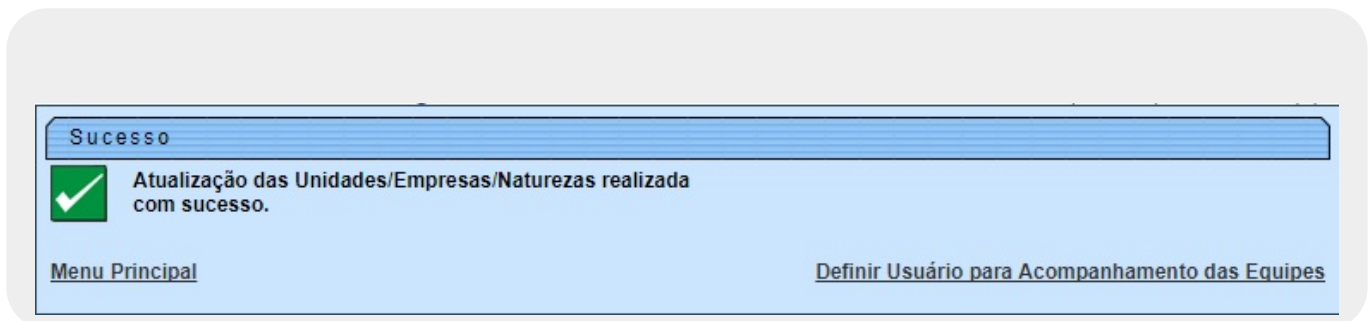 Sucesso
Atualização das Unidades/Empresas/Naturezas realizada
com sucesso.
Menu Principal
Definir Usuário para Acompanhamento das Equipes